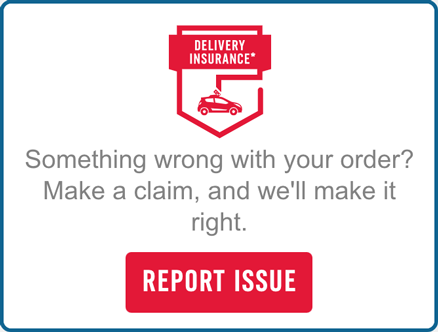 DELIVERY
INSURANCE*
Something wrong with your order?
Make a claim, and we'll make it
right.
REPORT ISSUE